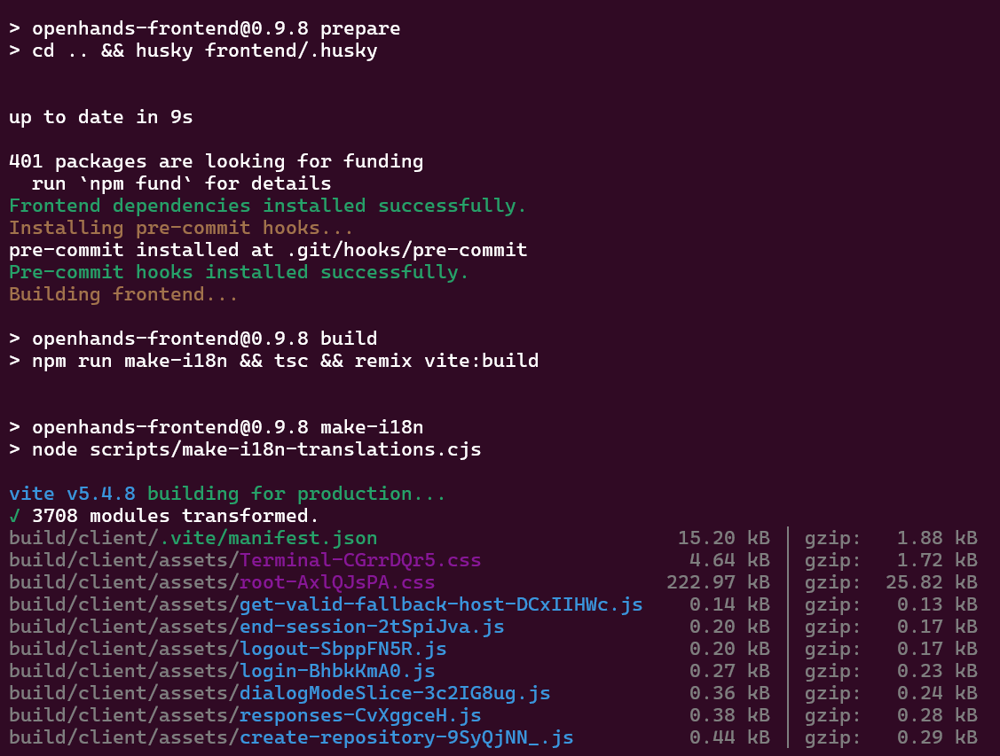 > openhands-frontend@0.9.8 prepare
> cd .. && husky frontend/.husky
up to date in 9s
401 packages are looking for funding
  run `npm fund` for details
Frontend dependencies installed successfully.
Installing pre-commit hooks...
pre-commit installed at .git/hooks/pre-commit
Pre-commit hooks installed successfully.
Building frontend...
> openhands-frontend@0.9.8 build
> npm run make-i18n && tsc && remix vite:build
> openhands-frontend@0.9.8 make-i18n
> node scripts/make-i18n-translations.cjs
vite v5.4.8 building for production...
✓ 3708 modules transformed.
build/client/.vite/manifest.json                          15.20 kB │ gzip:   1.88 kB
build/client/assets/Terminal-CGrrDQr5.css                  4.64 kB │ gzip:   1.72 kB
build/client/assets/root-AxlQJsPA.css                    222.97 kB │ gzip:  25.82 kB
build/client/assets/get-valid-fallback-host-DCxIIHWc.js    0.14 kB │ gzip:   0.13 kB
build/client/assets/end-session-2tSpiJva.js                0.20 kB │ gzip:   0.17 kB
build/client/assets/logout-SbppFN5R.js                     0.20 kB │ gzip:   0.17 kB
build/client/assets/login-BhbkKmA0.js                      0.27 kB │ gzip:   0.23 kB
build/client/assets/dialogModeSlice-3c2IG8ug.js            0.36 kB │ gzip:   0.24 kB
build/client/assets/responses-CvXggceH.js                  0.38 kB │ gzip:   0.28 kB
build/client/assets/create-repository-9SyQjNN_.js          0.44 kB │ gzip:   0.29 kB